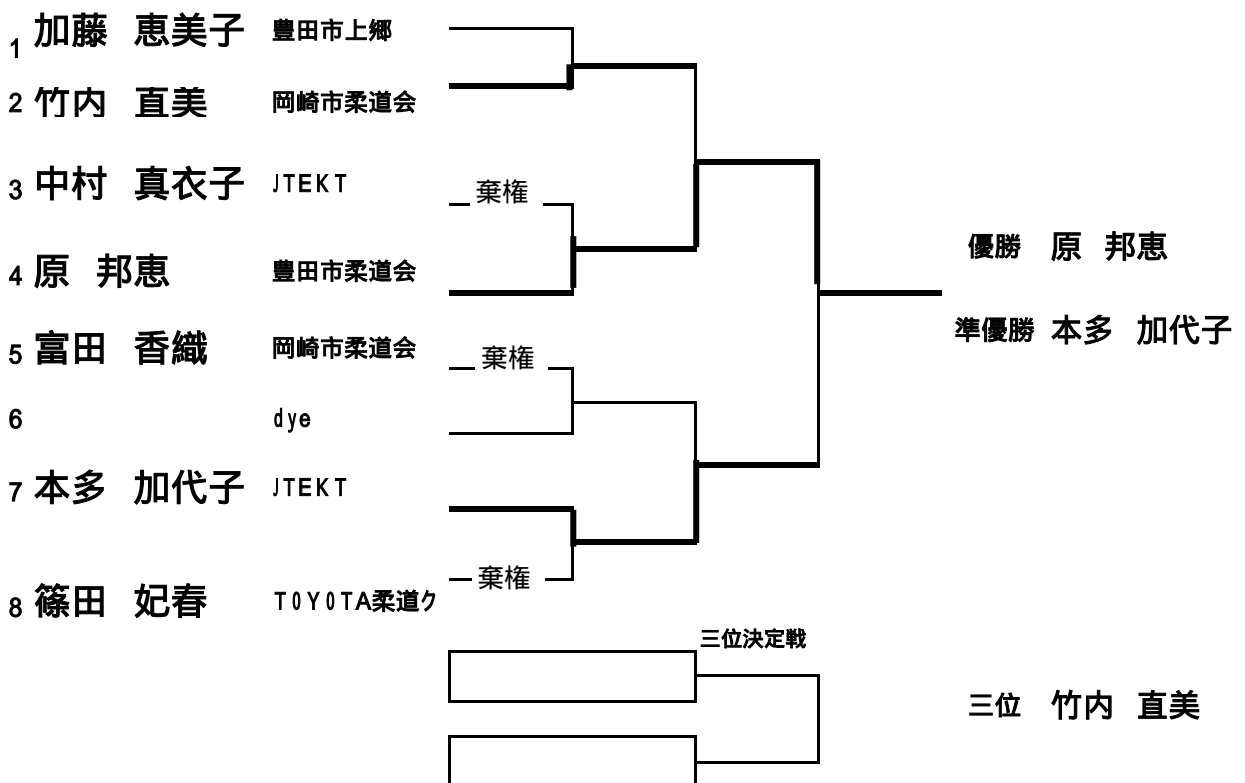 1 加藤 恵美子 豊田市上郷
2 竹内 直美 岡崎市柔道会
3 中村 真衣子 JTEKT
棄権
4 原 邦恵 豊田市柔道会
優勝 原 邦恵
準優勝 本多 加代子
5 富田 香織 岡崎市柔道会
棄権
6 dye
7 本多 加代子 JTEKT
棄権
8 篠田 妃春 TOYOTA柔道ク
三位決定戦
三位 竹内 直美